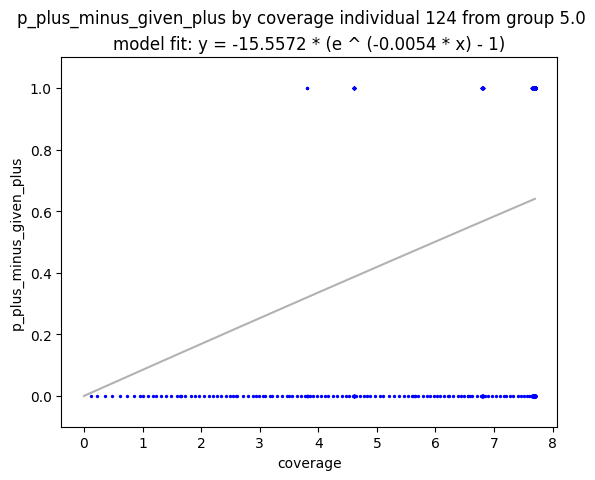 p_plus_minus_given_plus by coverage individual 124 from group 5.0
model fit: y = -15.5572 * (e ^ (-0.0054 * x) - 1)
1.0
0.8
0.6
0.4
0.2
0.0
p_plus_minus_given_plus
0 1 2 3 4 5 6 7 8
coverage